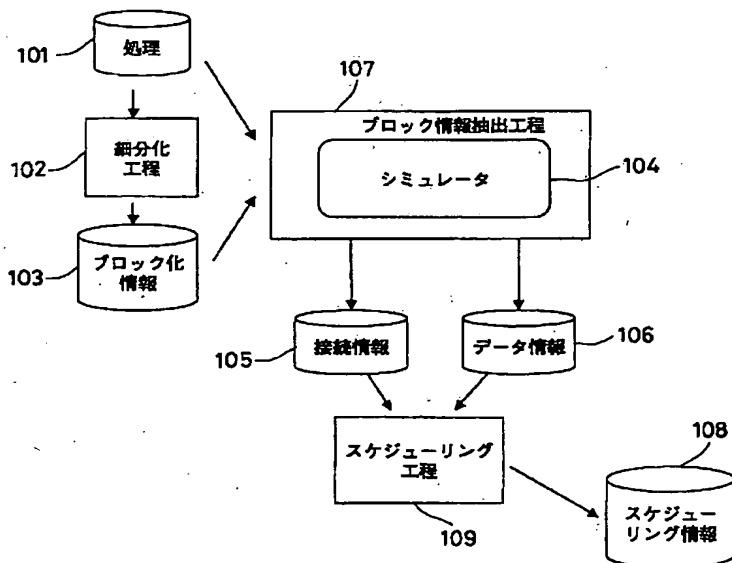 101
処理
107
ブロック情報抽出工程
102
細分化
工程
シミュレータ
104
103
ブロック化
情報
105
接続情報
データ情報
106
スケジューリング
工程
109
108
スケジュー
リング情報